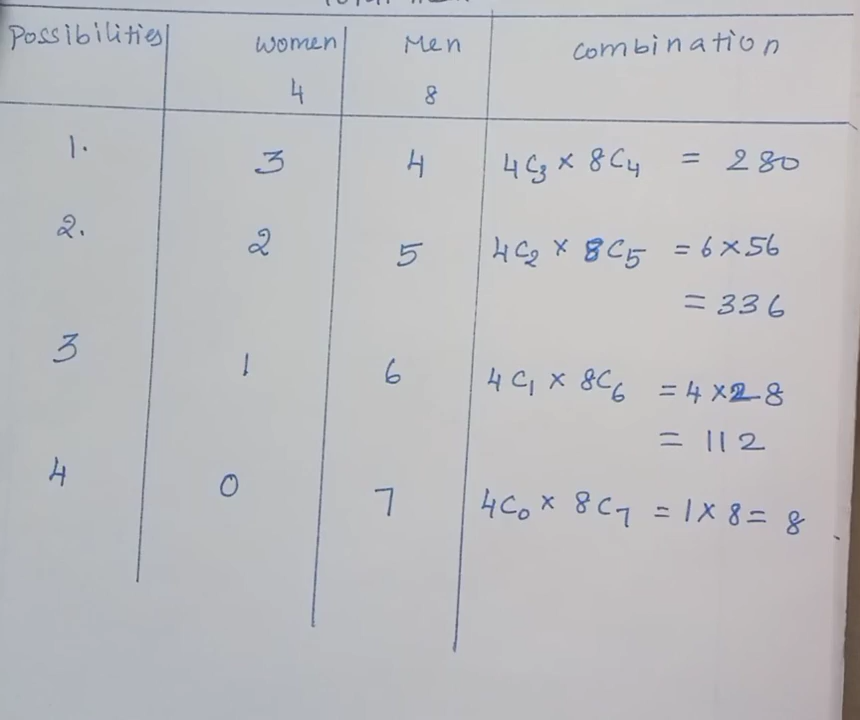 Possibilities Women Men Combination
4 8
1. 3 4 4C₃ × 8C₄ = 280
2. 2 5 4C₂ × 8C₅ = 6×56
= 336
3 1 6 4C₁ × 8C₆ = 4×28
= 112
4 0 7 4C₀ × 8C₇ = 1×8= 8